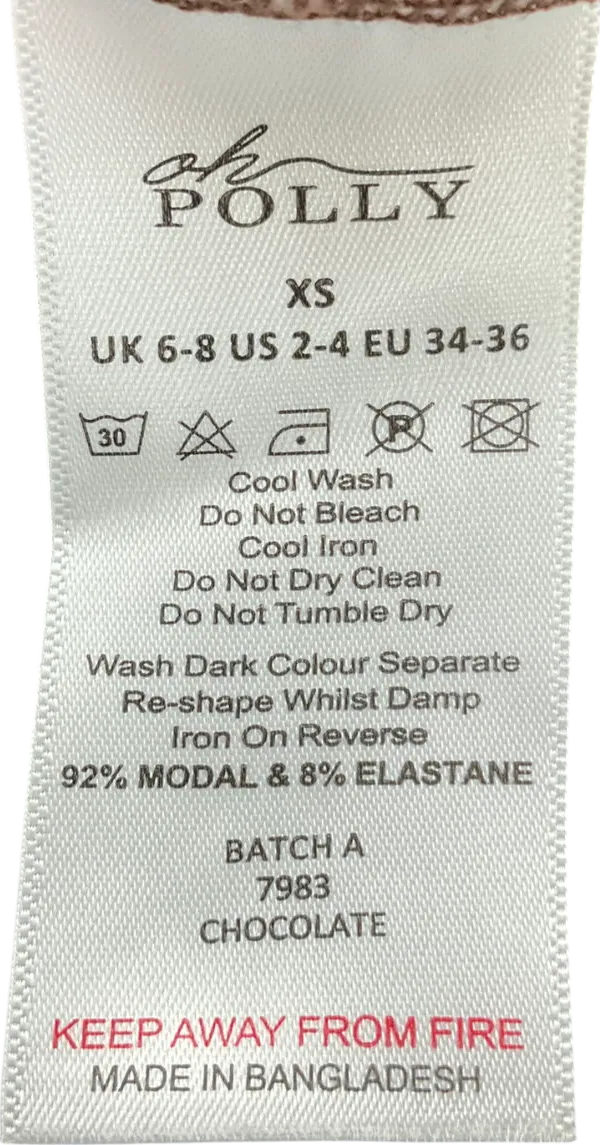 oh
POLLY
XS
UK 6-8 US 2-4 EU 34-36
30 P
Cool Wash
Do Not Bleach
Cool Iron
Do Not Dry Clean
Do Not Tumble Dry
Wash Dark Colour Separate
Re-shape Whilst Damp
Iron On Reverse
92% MODAL & 8% ELASTANE
BATCH A
7983
CHOCOLATE
KEEP AWAY FROM FIRE
MADE IN BANGLADESH